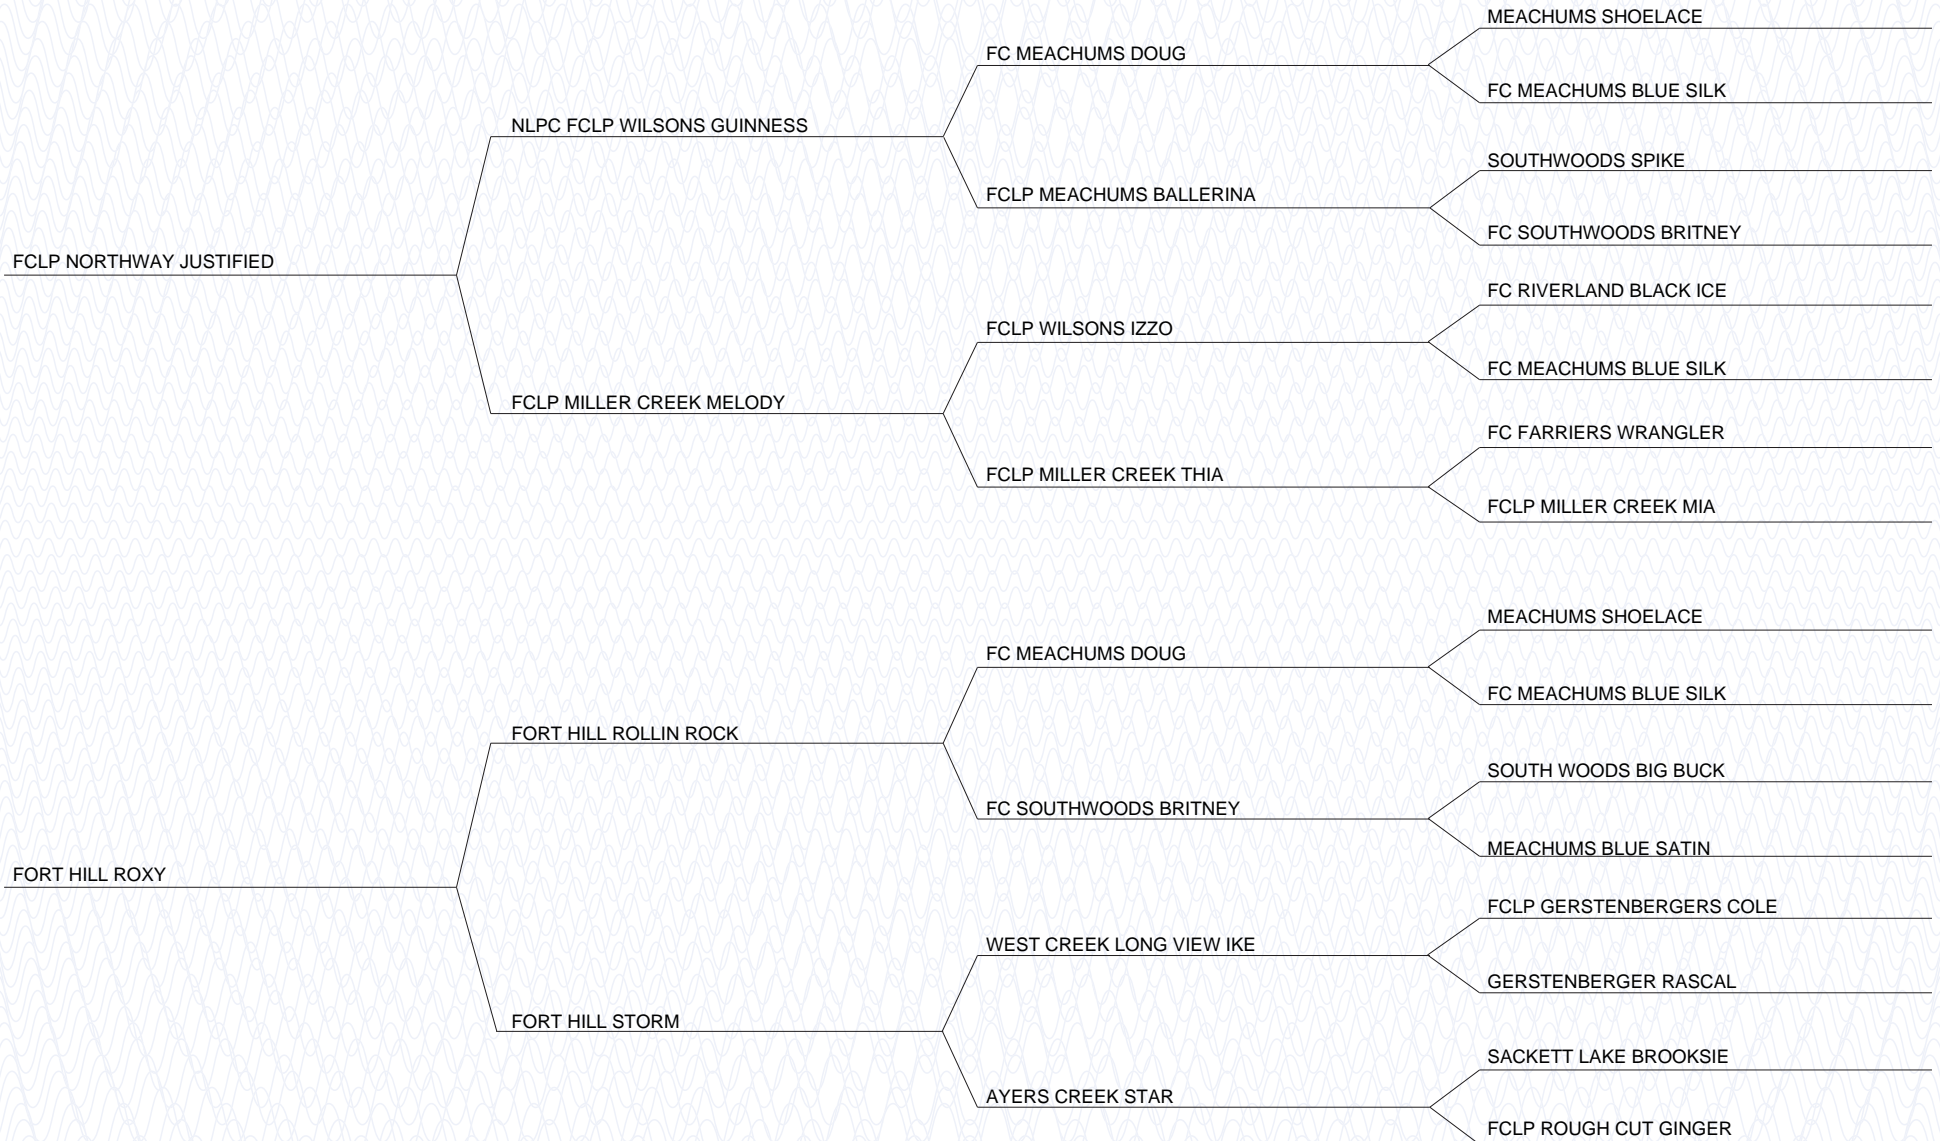 MEACHUMS SHOELACE
FC MEACHUMS DOUG
FC MEACHUMS BLUE SILK
NLPC FCLP WILSONS GUINNESS
SOUTHWOODS SPIKE
FCLP MEACHUMS BALLERINA
FC SOUTHWOODS BRITNEY
FCLP NORTHWAY JUSTIFIED
FC RIVERLAND BLACK ICE
FCLP WILSONS IZZO
FC MEACHUMS BLUE SILK
FCLP MILLER CREEK MELODY
FC FARRIERS WRANGLER
FCLP MILLER CREEK THIA
FCLP MILLER CREEK MIA
MEACHUMS SHOELACE
FC MEACHUMS DOUG
FC MEACHUMS BLUE SILK
FORT HILL ROLLIN ROCK
SOUTH WOODS BIG BUCK
FC SOUTHWOODS BRITNEY
MEACHUMS BLUE SATIN
FORT HILL ROXY
FCLP GERSTENBERGERS COLE
WEST CREEK LONG VIEW IKE
GERSTENBERGER RASCAL
FORT HILL STORM
SACKETT LAKE BROOKSIE
AYERS CREEK STAR
FCLP ROUGH CUT GINGER